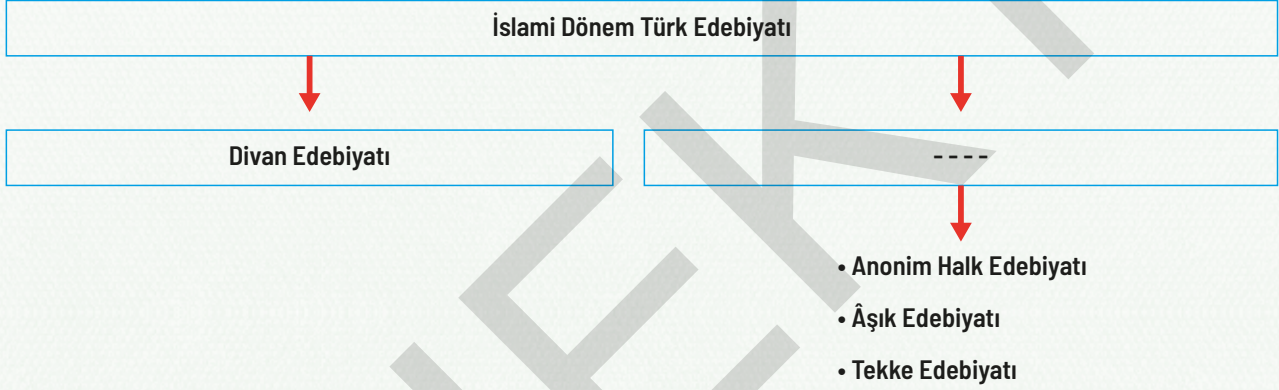 İslami Dönem Türk Edebiyatı
Divan Edebiyatı
----
• Anonim Halk Edebiyatı
• Âşık Edebiyatı
• Tekke Edebiyatı